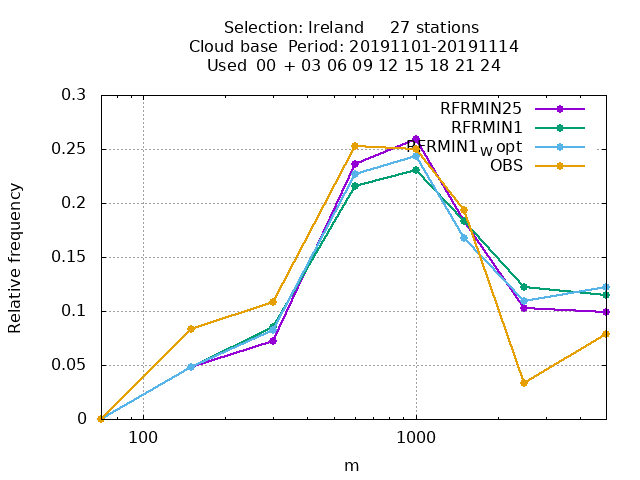 Selection: Ireland 27 stations
Cloud base Period: 20191101-20191114
Used 00 + 03 06 09 12 15 18 21 24
0.3
0.25
0.2
0.15
0.1
0.05
0
Relative frequency
RFRMIN25
RFRMIN1
RFRMIN1W opt
OBS
100
1000
m